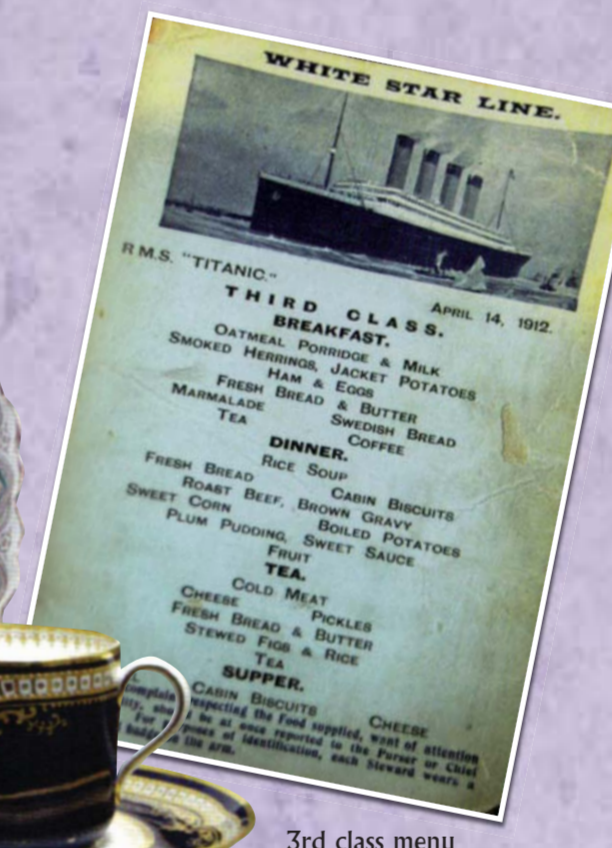 WHITE STAR LINE.
R.M.S. "TITANIC."
APRIL 14, 1912.
THIRD CLASS.
BREAKFAST.
OATMEAL PORRIDGE & MILK
SMOKED HERRINGS, JACKET POTATOES
HAM & EGGS
FRESH BREAD & BUTTER
MARMALADE SWEDISH BREAD
TEA COFFEE
DINNER.
RICE SOUP
FRESH BREAD CABIN BISCUITS
ROAST BEEF, BROWN GRAVY
SWEET CORN BOILED POTATOES
PLUM PUDDING, SWEET SAUCE
FRUIT
TEA.
COLD MEAT
CHEESE PICKLES
FRESH BREAD & BUTTER
STEWED FIGS & RICE
TEA
SUPPER.
CABIN BISCUITS CHEESE
respecting the Food supplied, want of attention
be at once reported to the Purser or Chief
For purposes of Identification, each Steward wears a
the arm.
3rd class menu